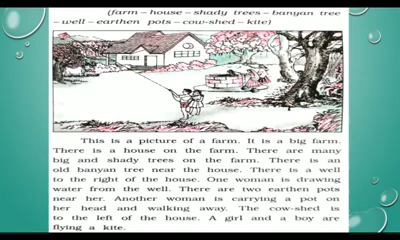 (farm – house – shady trees – banyan tree
– well – earthen pots – cow-shed – kite)
This is a picture of a farm. It is a big farm.
There is a house on the farm. There are many
big and shady trees on the farm. There is an
old banyan tree near the house. There is a well
to the right of the house. One woman is drawing
water from the well. There are two earthen pots
near her. Another woman is carrying a pot on
her head and walking away. The cow-shed is
to the left of the house. A girl and a boy are
flying a kite.